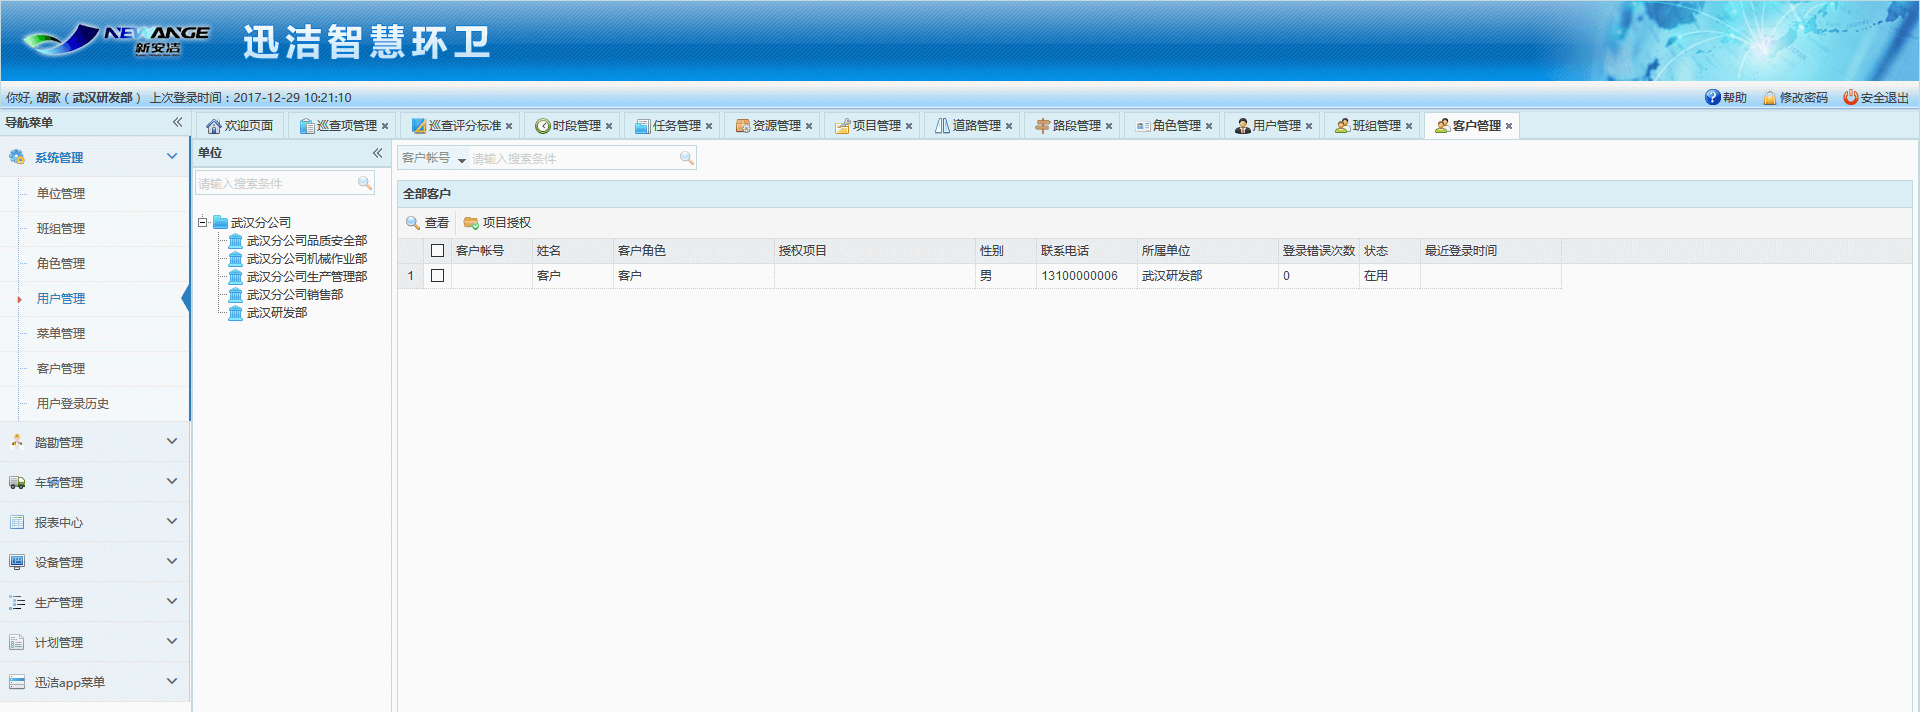 NEWANGE
新安洁
迅洁智慧环卫
你好, 胡歌（武汉研发部） 上次登录时间：2017-12-29 10:21:10
帮助 修改密码 安全退出
导航菜单
欢迎页面 巡查项管理 巡查评分标准 时段管理 任务管理 资源管理 项目管理 道路管理 路段管理 角色管理 用户管理 班组管理 客户管理
系统管理
单位管理
班组管理
角色管理
用户管理
菜单管理
客户管理
用户登录历史
踏勘管理
车辆管理
报表中心
设备管理
生产管理
计划管理
迅洁app菜单
单位
请输入搜索条件
武汉分公司
武汉分公司品质安全部
武汉分公司机械作业部
武汉分公司生产管理部
武汉分公司销售部
武汉研发部
客户帐号 请输入搜索条件
全部客户
查看 项目授权
客户帐号 姓名 客户角色 授权项目 性别 联系电话 所属单位 登录错误次数 状态 最近登录时间
1 客户 客户 男 13100000006 武汉研发部 0 在用